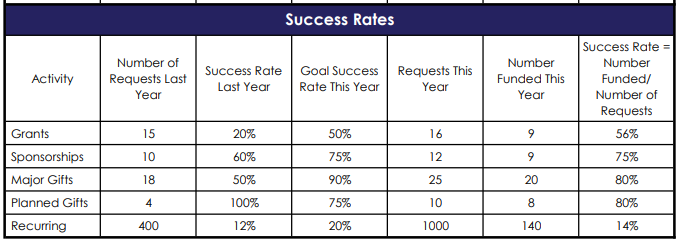 Success Rates
Activity
Number of
Requests Last
Year
Success Rate
Last Year
Goal Success
Rate This Year
Requests This
Year
Number
Funded This
Year
Success Rate =
Number
Funded/
Number of
Requests
Grants 15 20% 50% 16 9 56%
Sponsorships 10 60% 75% 12 9 75%
Major Gifts 18 50% 90% 25 20 80%
Planned Gifts 4 100% 75% 10 8 80%
Recurring 400 12% 20% 1000 140 14%